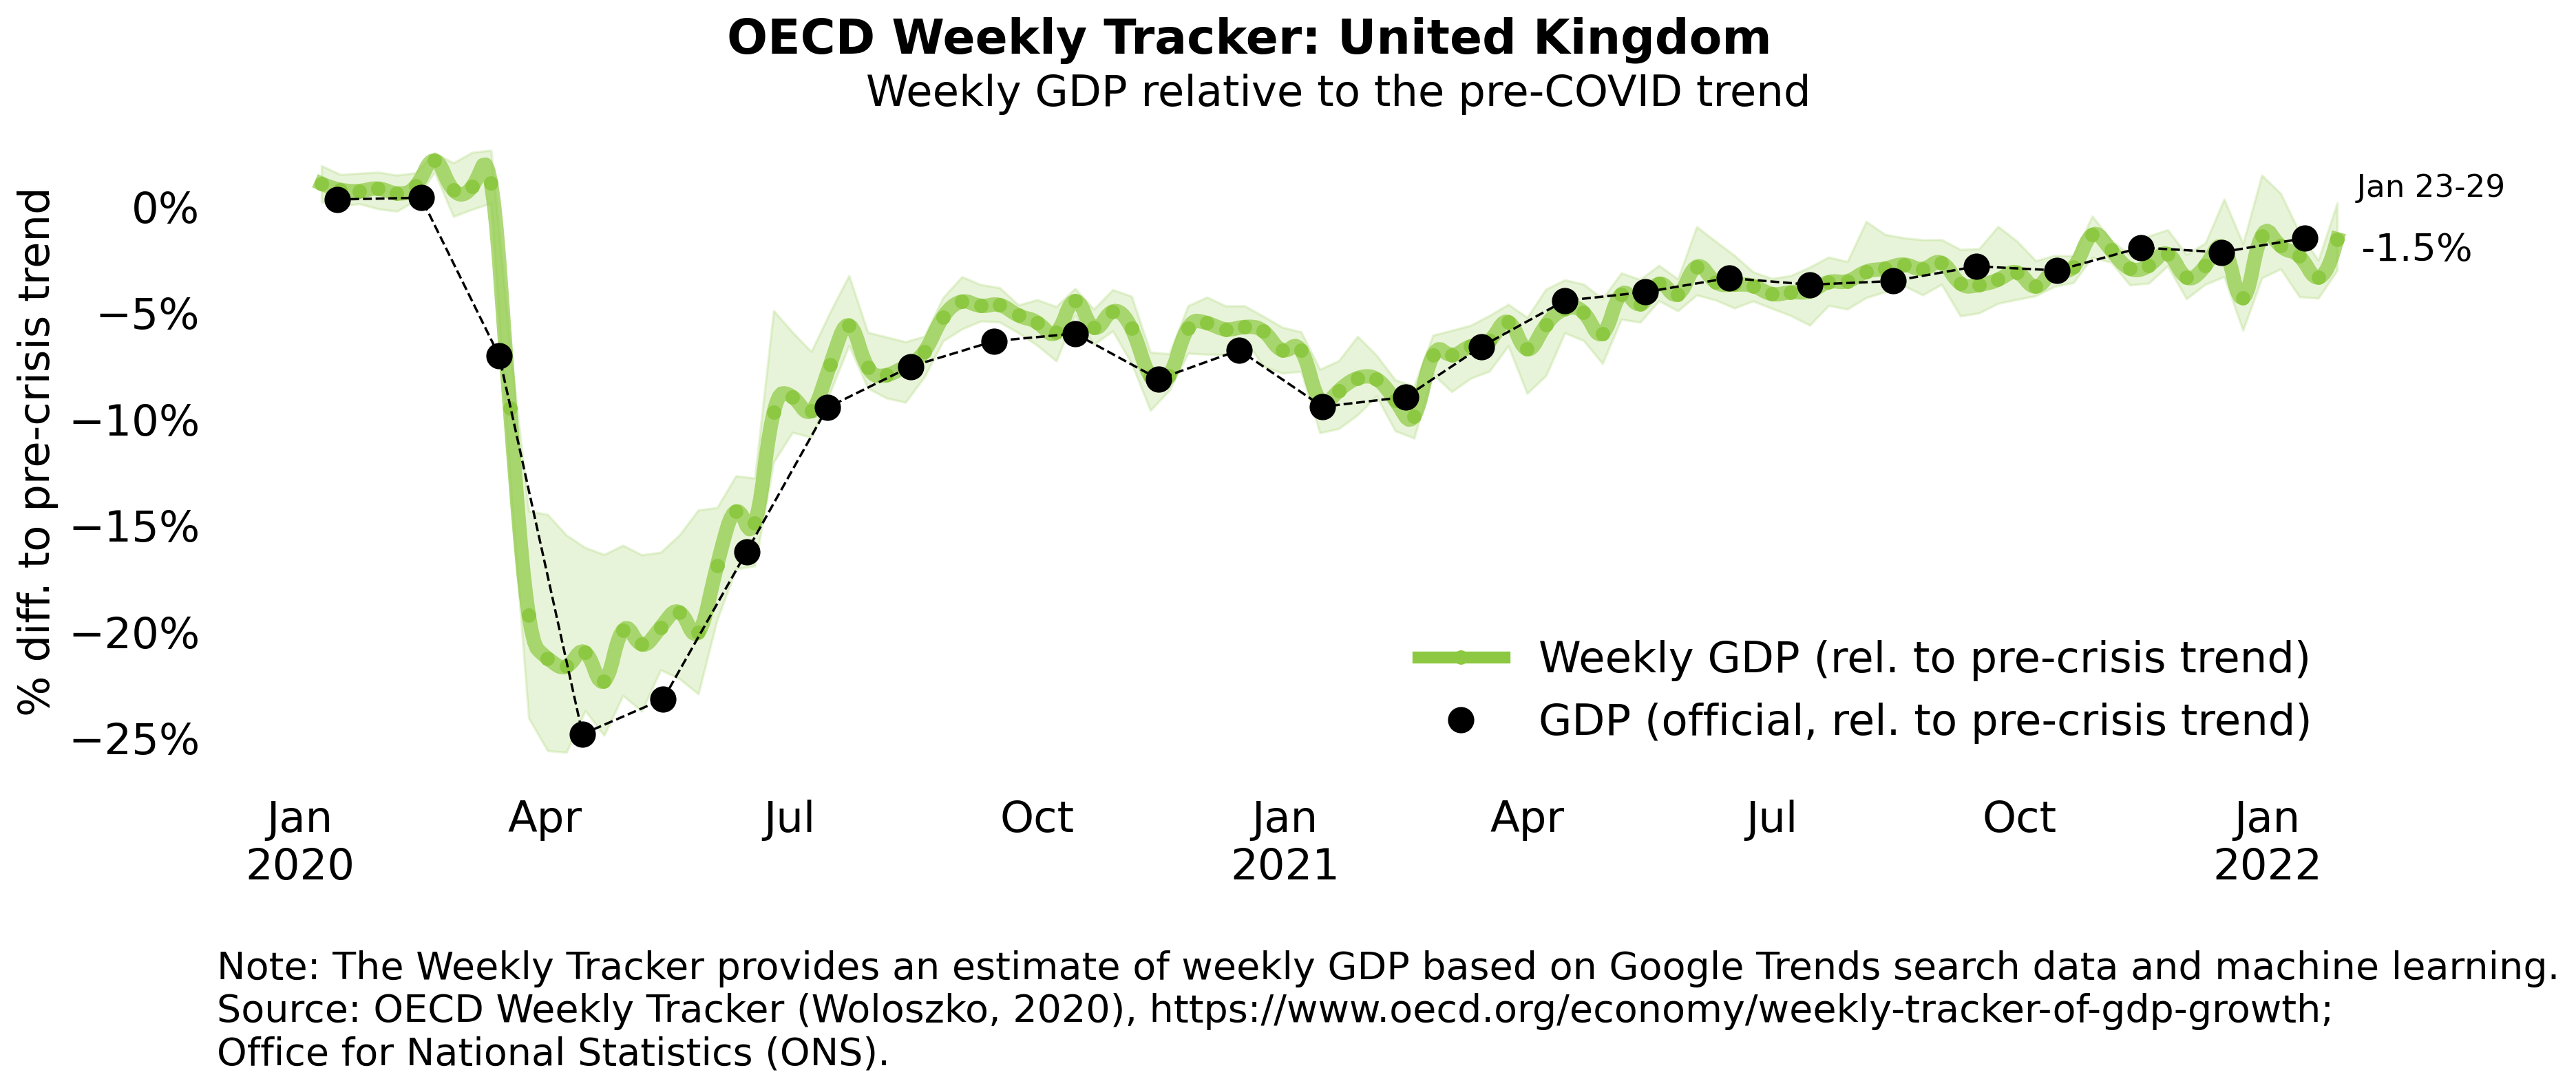 OECD Weekly Tracker: United Kingdom
Weekly GDP relative to the pre-COVID trend
% diff. to pre-crisis trend
0%
−5%
−10%
−15%
−20%
−25%
Jan 23-29
-1.5%
Weekly GDP (rel. to pre-crisis trend)
GDP (official, rel. to pre-crisis trend)
Jan Apr Jul Oct Jan Apr Jul Oct Jan
2020 2021 2022
Note: The Weekly Tracker provides an estimate of weekly GDP based on Google Trends search data and machine learning.
Source: OECD Weekly Tracker (Woloszko, 2020), https://www.oecd.org/economy/weekly-tracker-of-gdp-growth;
Office for National Statistics (ONS).